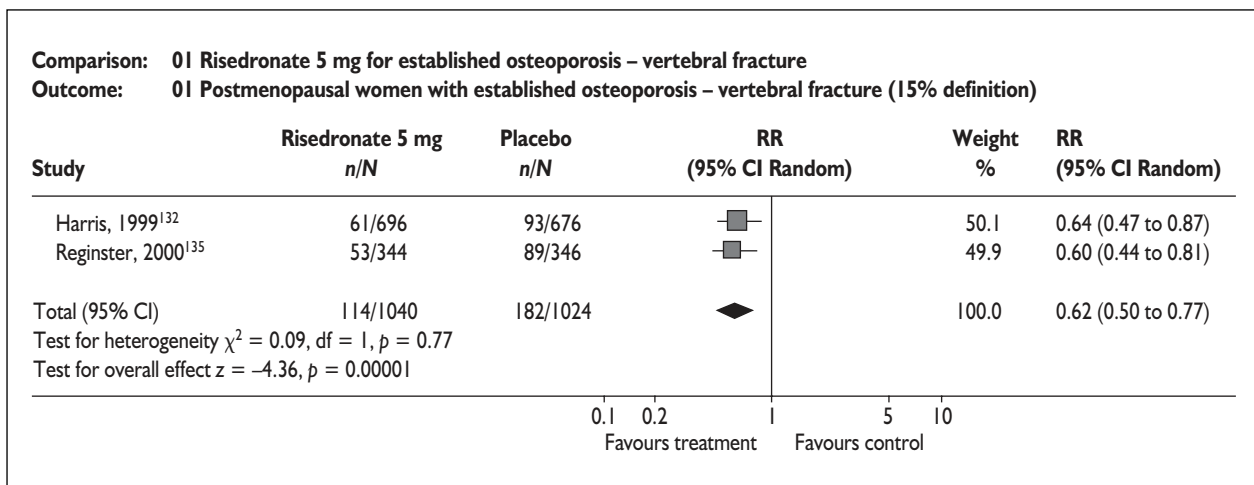 Comparison: 01 Risedronate 5 mg for established osteoporosis – vertebral fracture
Outcome: 01 Postmenopausal women with established osteoporosis – vertebral fracture (15% definition)
Risedronate 5 mg Placebo RR Weight RR
Study n/N n/N (95% CI Random) % (95% CI Random)
Harris, 1999¹³² 61/696 93/676 50.1 0.64 (0.47 to 0.87)
Reginster, 2000¹³⁵ 53/344 89/346 49.9 0.60 (0.44 to 0.81)
Total (95% CI) 114/1040 182/1024 100.0 0.62 (0.50 to 0.77)
Test for heterogeneity χ² = 0.09, df = 1, p = 0.77
Test for overall effect z = –4.36, p = 0.00001
0.1 0.2 1 5 10
Favours treatment Favours control